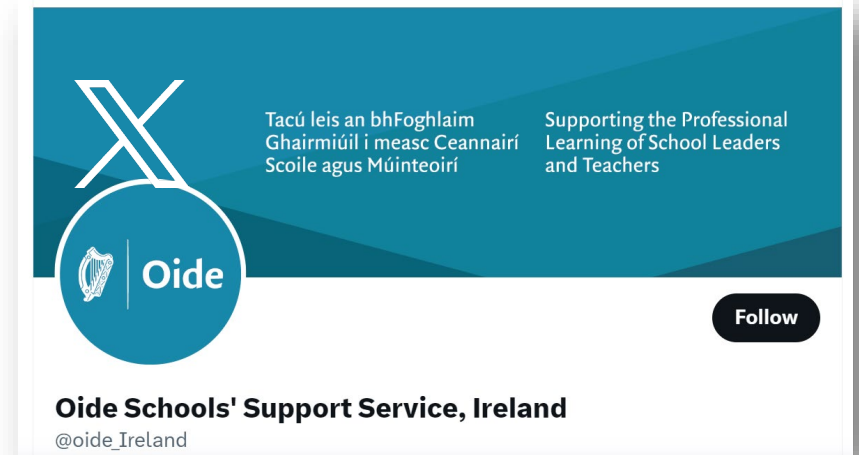 Tacú leis an bhFoghlaim
Ghairmiúil i measc Ceannairí
Scoile agus Múinteoirí
Supporting the Professional
Learning of School Leaders
and Teachers
Oide
Follow
Oide Schools' Support Service, Ireland
@oide_Ireland